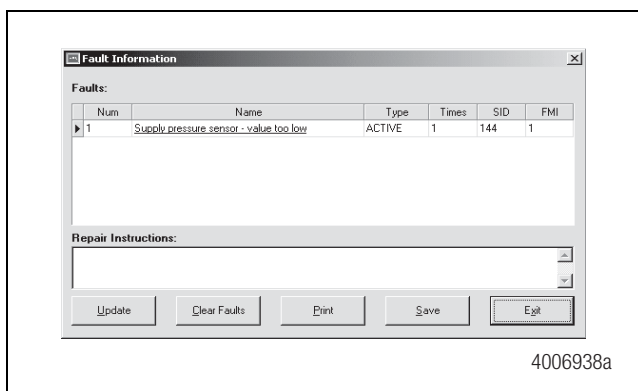 Fault Information
Faults:
Num Name Type Times SID FMI
1 Supply pressure sensor - value too low ACTIVE 1 144 1
Repair Instructions:
Update Clear Faults Print Save Exit
4006938a